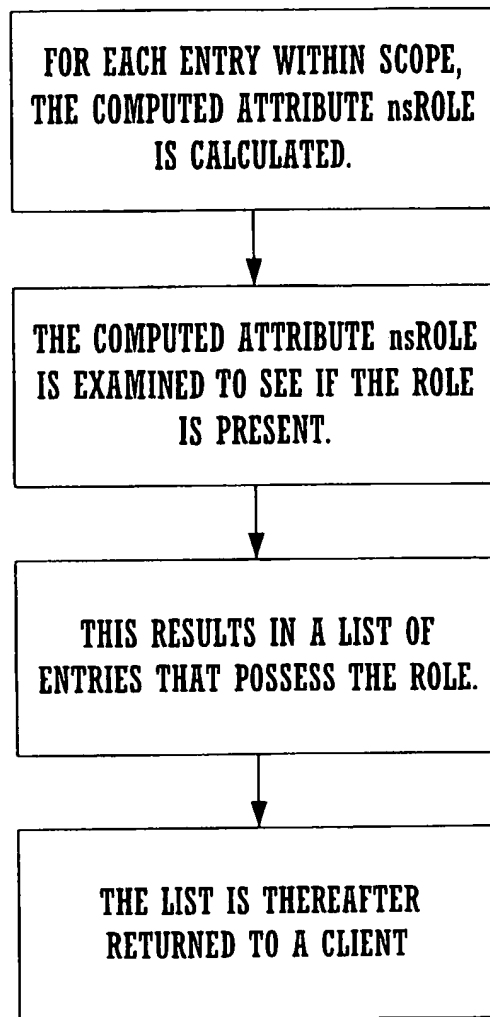 FOR EACH ENTRY WITHIN SCOPE,
THE COMPUTED ATTRIBUTE nsROLE
IS CALCULATED.
THE COMPUTED ATTRIBUTE nsROLE
IS EXAMINED TO SEE IF THE ROLE
IS PRESENT.
THIS RESULTS IN A LIST OF
ENTRIES THAT POSSESS THE ROLE.
THE LIST IS THEREAFTER
RETURNED TO A CLIENT